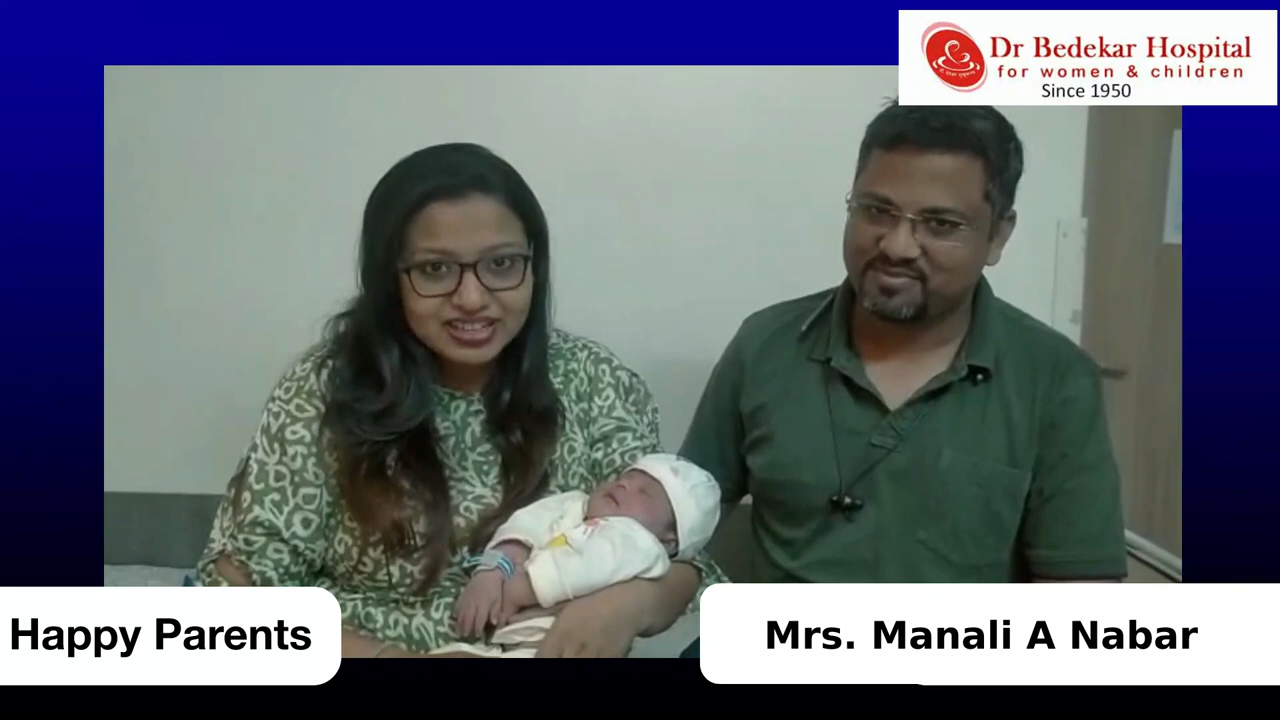 Dr Bedekar Hospital
for women & children
Since 1950
Happy Parents
Mrs. Manali A Nabar